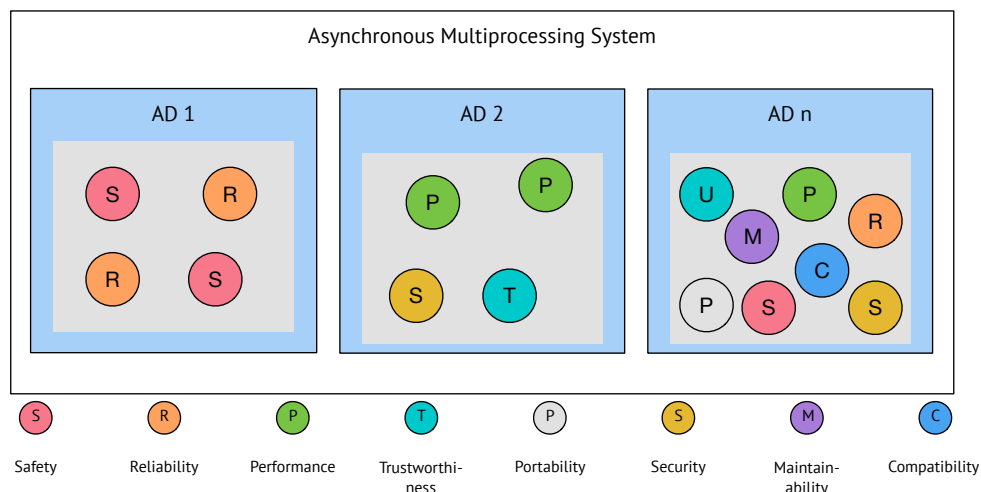 Asynchronous Multiprocessing System
AD 1
AD 2
AD n
S
R
R
S
P
P
S
T
U
P
R
M
C
P
S
S
S
R
P
T
P
S
M
C
Safety
Reliability
Performance
Trustworthi-
ness
Portability
Security
Maintain-
ability
Compatibility